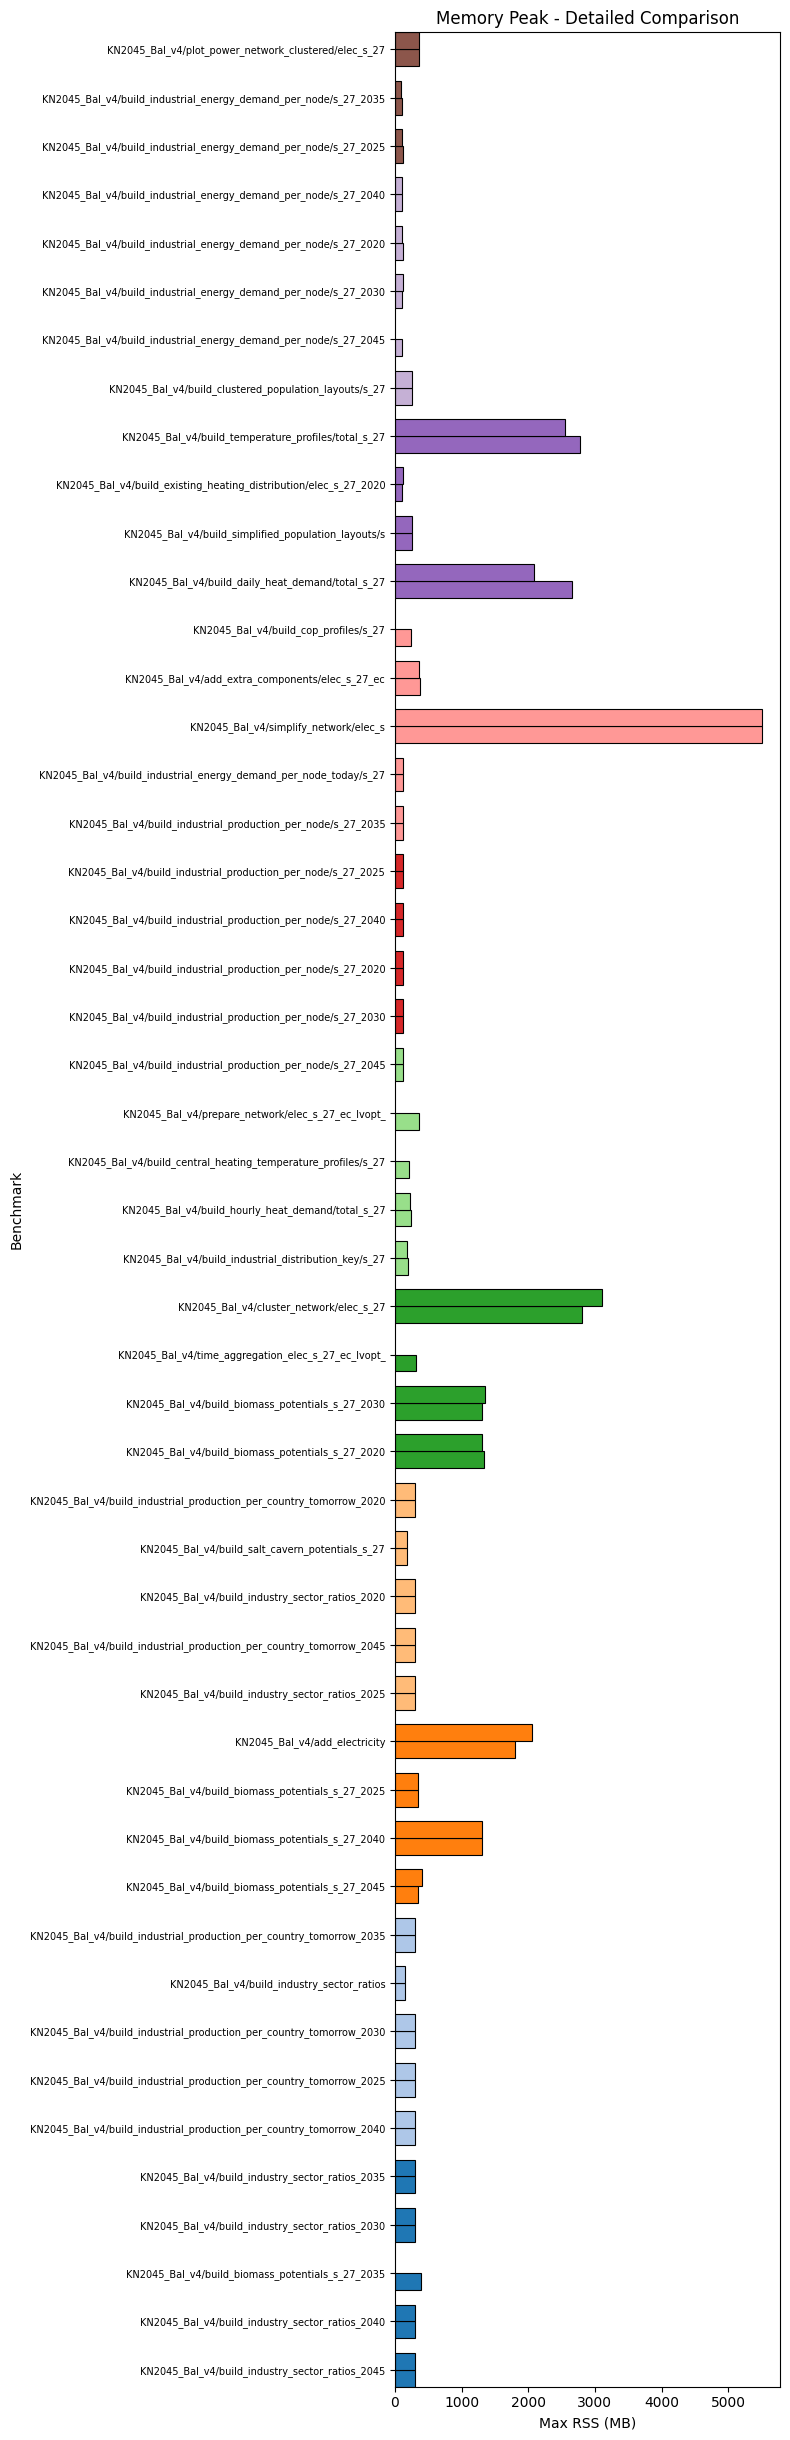 Memory Peak - Detailed Comparison
KN2045_Bal_v4/plot_power_network_clustered/elec_s_27
KN2045_Bal_v4/build_industrial_energy_demand_per_node/s_27_2035
KN2045_Bal_v4/build_industrial_energy_demand_per_node/s_27_2025
KN2045_Bal_v4/build_industrial_energy_demand_per_node/s_27_2040
KN2045_Bal_v4/build_industrial_energy_demand_per_node/s_27_2020
KN2045_Bal_v4/build_industrial_energy_demand_per_node/s_27_2030
KN2045_Bal_v4/build_industrial_energy_demand_per_node/s_27_2045
KN2045_Bal_v4/build_clustered_population_layouts/s_27
KN2045_Bal_v4/build_temperature_profiles/total_s_27
KN2045_Bal_v4/build_existing_heating_distribution/elec_s_27_2020
KN2045_Bal_v4/build_simplified_population_layouts/s
KN2045_Bal_v4/build_daily_heat_demand/total_s_27
KN2045_Bal_v4/build_cop_profiles/s_27
KN2045_Bal_v4/add_extra_components/elec_s_27_ec
KN2045_Bal_v4/simplify_network/elec_s
KN2045_Bal_v4/build_industrial_energy_demand_per_node_today/s_27
KN2045_Bal_v4/build_industrial_production_per_node/s_27_2035
KN2045_Bal_v4/build_industrial_production_per_node/s_27_2025
KN2045_Bal_v4/build_industrial_production_per_node/s_27_2040
KN2045_Bal_v4/build_industrial_production_per_node/s_27_2020
KN2045_Bal_v4/build_industrial_production_per_node/s_27_2030
KN2045_Bal_v4/build_industrial_production_per_node/s_27_2045
KN2045_Bal_v4/prepare_network/elec_s_27_ec_lvopt_
KN2045_Bal_v4/build_central_heating_temperature_profiles/s_27
KN2045_Bal_v4/build_hourly_heat_demand/total_s_27
KN2045_Bal_v4/build_industrial_distribution_key/s_27
KN2045_Bal_v4/cluster_network/elec_s_27
KN2045_Bal_v4/time_aggregation_elec_s_27_ec_lvopt_
KN2045_Bal_v4/build_biomass_potentials_s_27_2030
KN2045_Bal_v4/build_biomass_potentials_s_27_2020
KN2045_Bal_v4/build_industrial_production_per_country_tomorrow_2020
KN2045_Bal_v4/build_salt_cavern_potentials_s_27
KN2045_Bal_v4/build_industry_sector_ratios_2020
KN2045_Bal_v4/build_industrial_production_per_country_tomorrow_2045
KN2045_Bal_v4/build_industry_sector_ratios_2025
KN2045_Bal_v4/add_electricity
KN2045_Bal_v4/build_biomass_potentials_s_27_2025
KN2045_Bal_v4/build_biomass_potentials_s_27_2040
KN2045_Bal_v4/build_biomass_potentials_s_27_2045
KN2045_Bal_v4/build_industrial_production_per_country_tomorrow_2035
KN2045_Bal_v4/build_industry_sector_ratios
KN2045_Bal_v4/build_industrial_production_per_country_tomorrow_2030
KN2045_Bal_v4/build_industrial_production_per_country_tomorrow_2025
KN2045_Bal_v4/build_industrial_production_per_country_tomorrow_2040
KN2045_Bal_v4/build_industry_sector_ratios_2035
KN2045_Bal_v4/build_industry_sector_ratios_2030
KN2045_Bal_v4/build_biomass_potentials_s_27_2035
KN2045_Bal_v4/build_industry_sector_ratios_2040
KN2045_Bal_v4/build_industry_sector_ratios_2045
Benchmark
0 1000 2000 3000 4000 5000
Max RSS (MB)